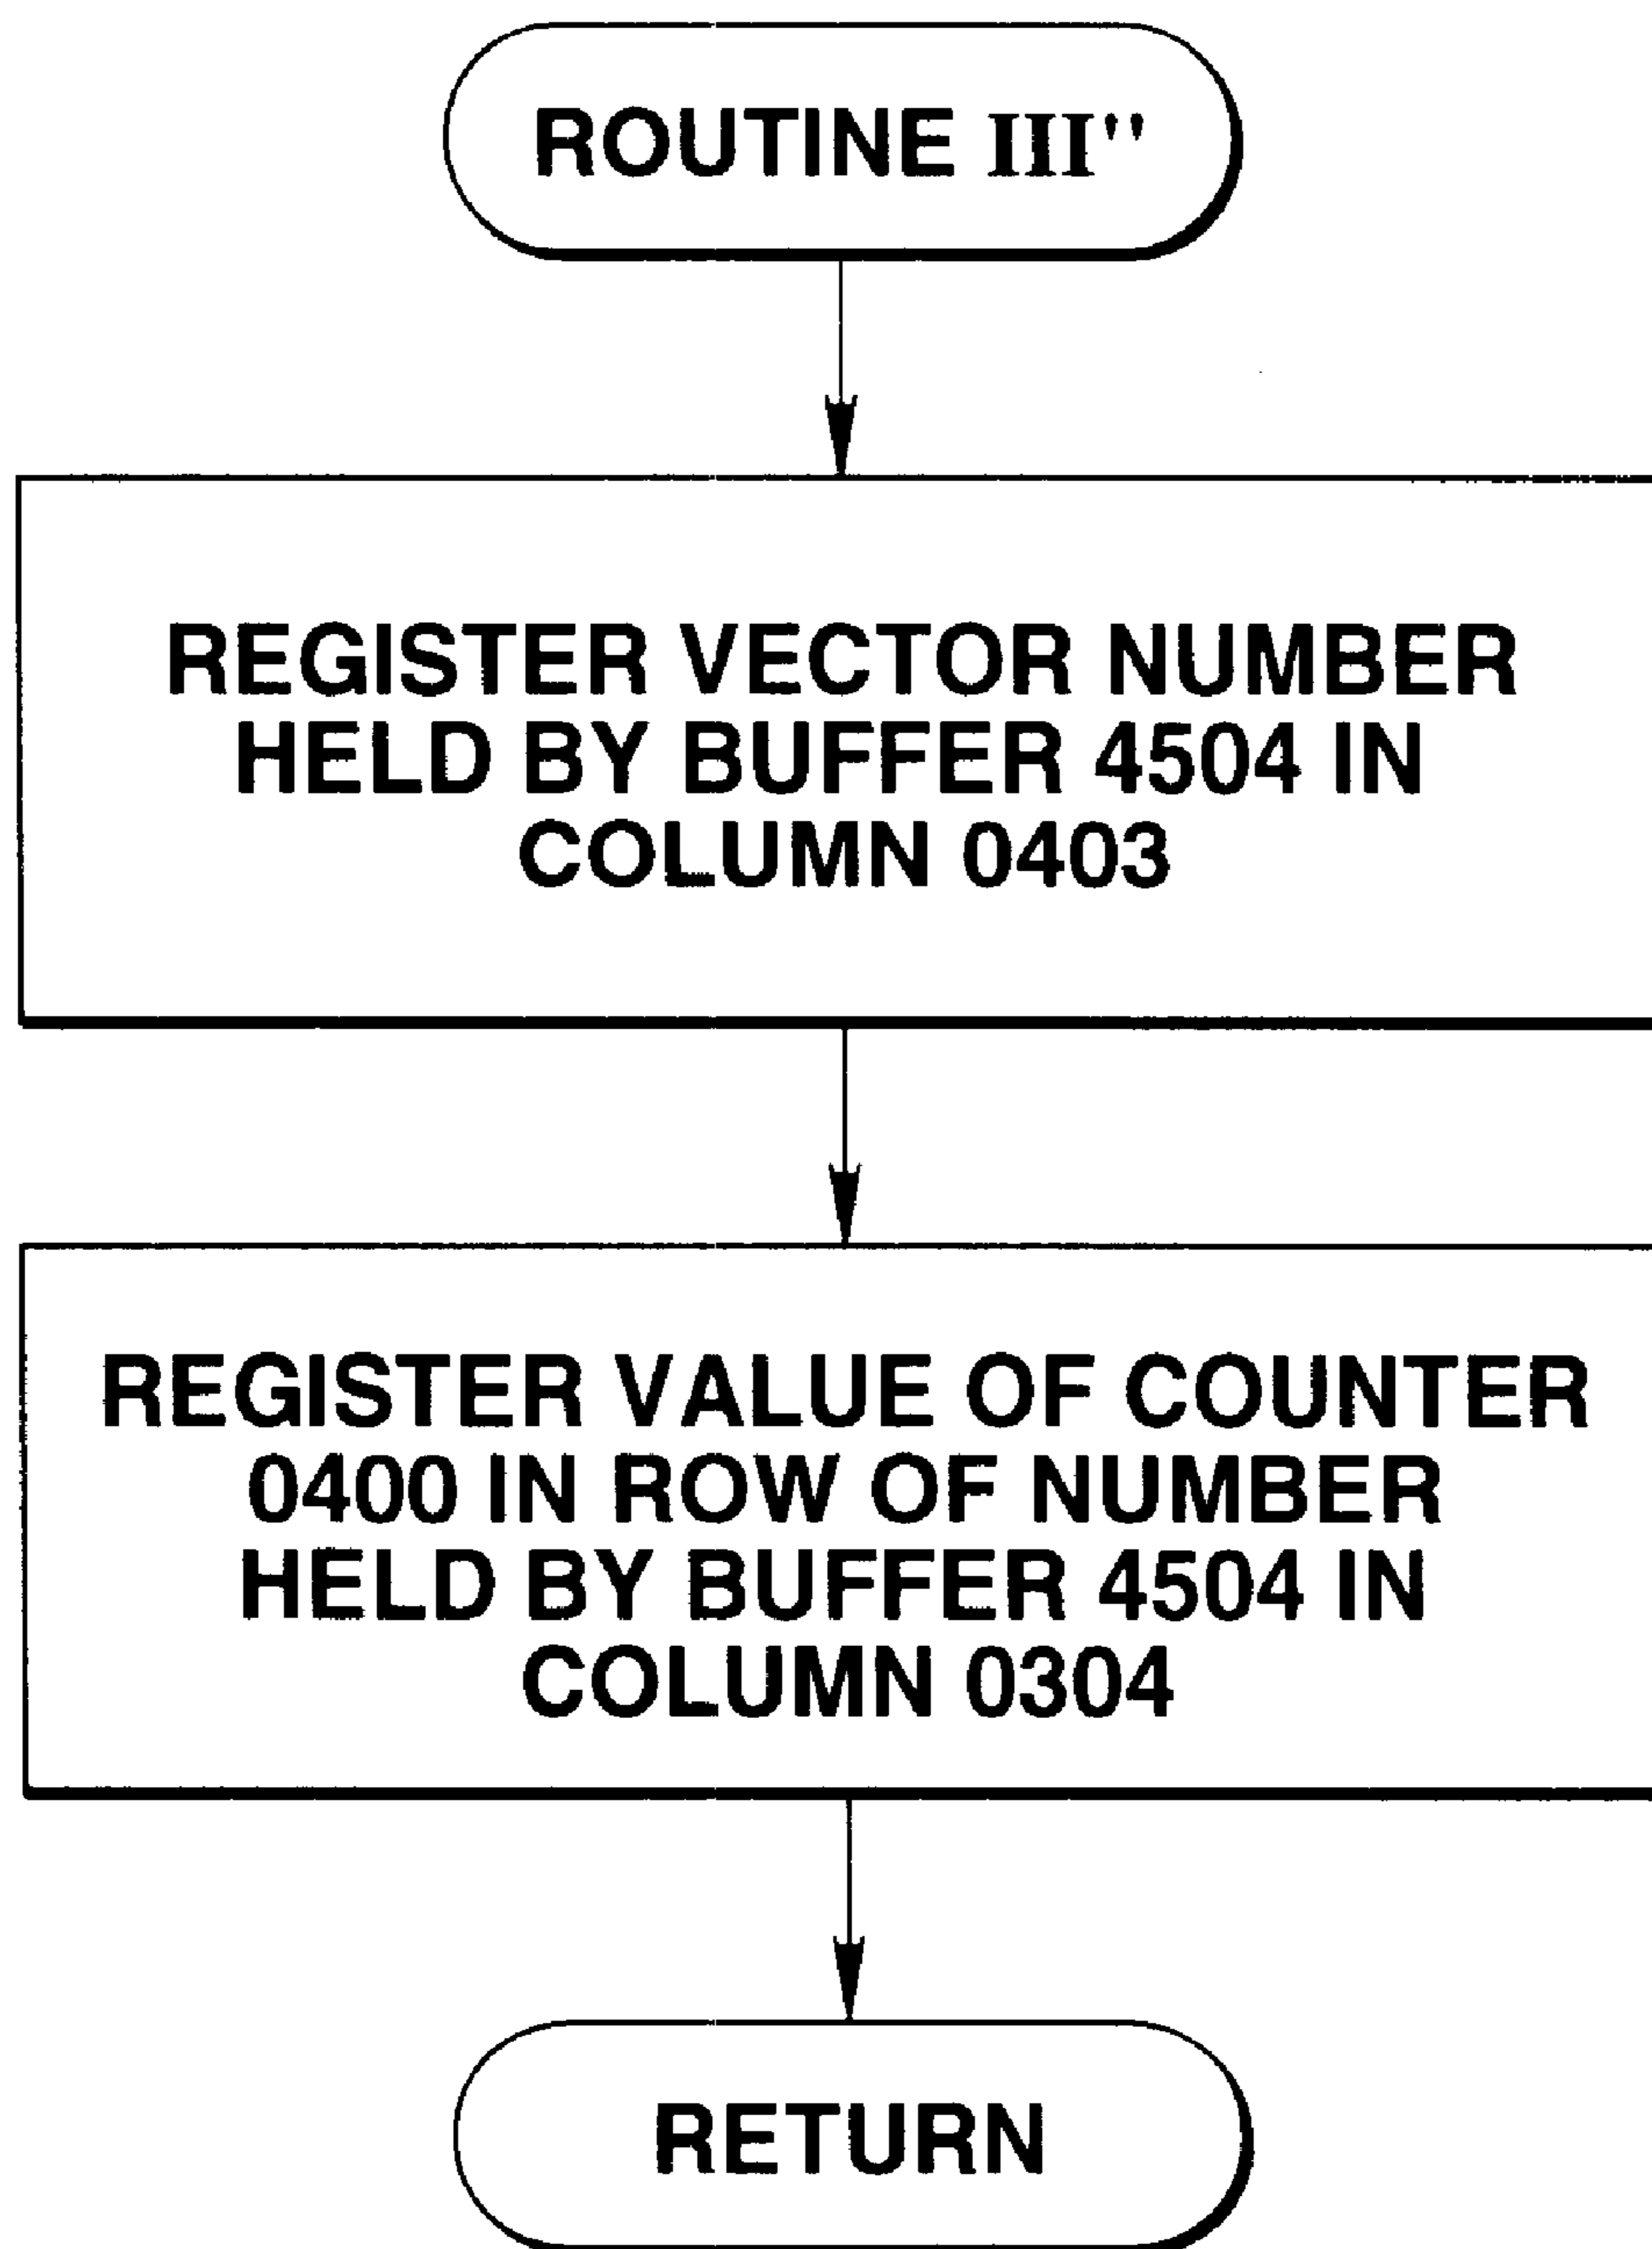 ROUTINE III"
REGISTER VECTOR NUMBER
HELD BY BUFFER 4504 IN
COLUMN 0403
REGISTER VALUE OF COUNTER
0400 IN ROW OF NUMBER
HELD BY BUFFER 4504 IN
COLUMN 0304
RETURN